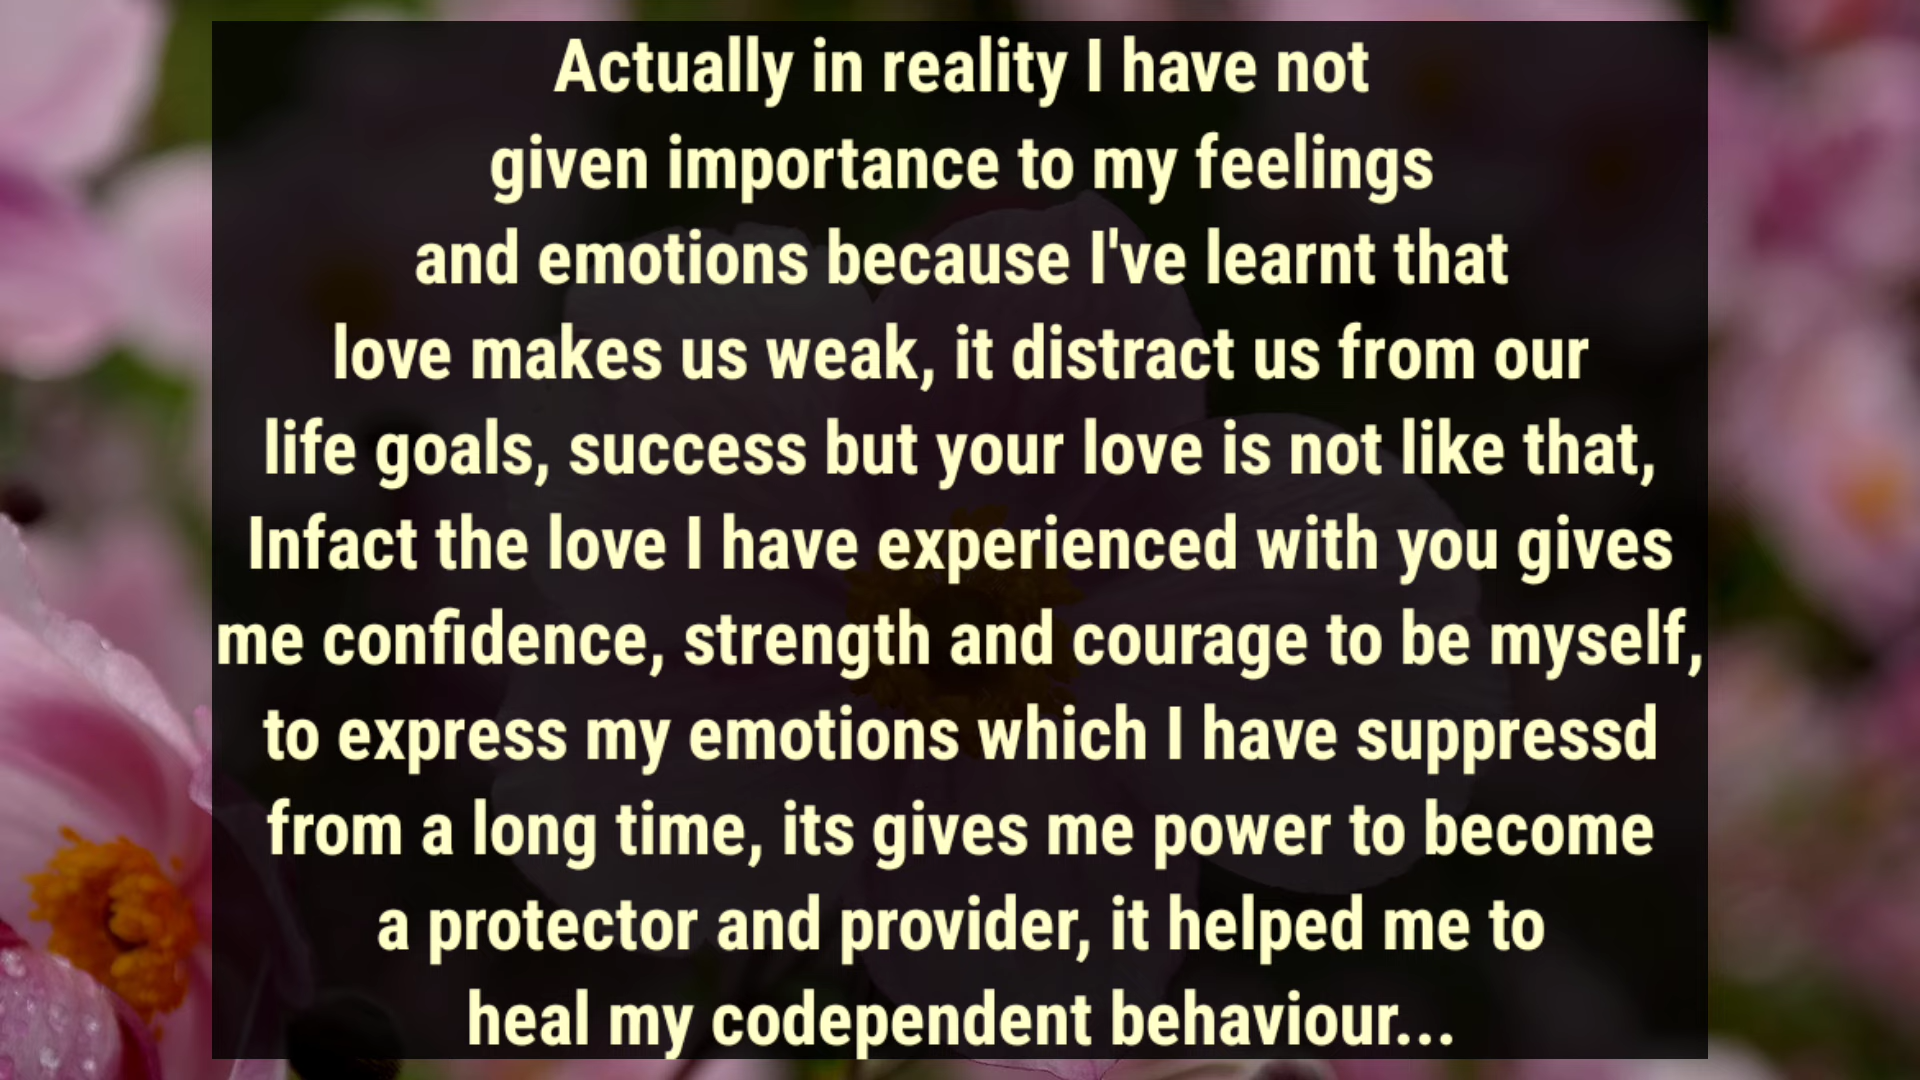 Actually in reality I have not
given importance to my feelings
and emotions because I've learnt that
love makes us weak, it distract us from our
life goals, success but your love is not like that,
Infact the love I have experienced with you gives
me confidence, strength and courage to be myself,
to express my emotions which I have suppressd
from a long time, its gives me power to become
a protector and provider, it helped me to
heal my codependent behaviour...